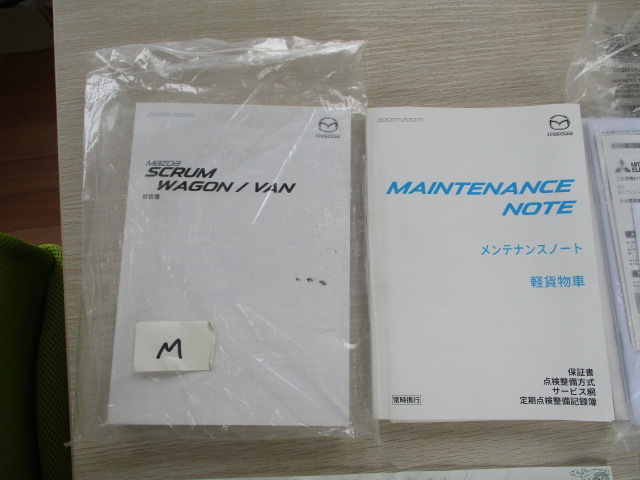 zoom-zoom
mazda
mazda
SCRUM
WAGON / VAN
取扱書
M
zoom-zoom
mazda
MAINTENANCE
NOTE
メンテナンスノート
軽貨物車
保証書
点検整備方式
サービス網
定期点検整備記録簿
常時携行